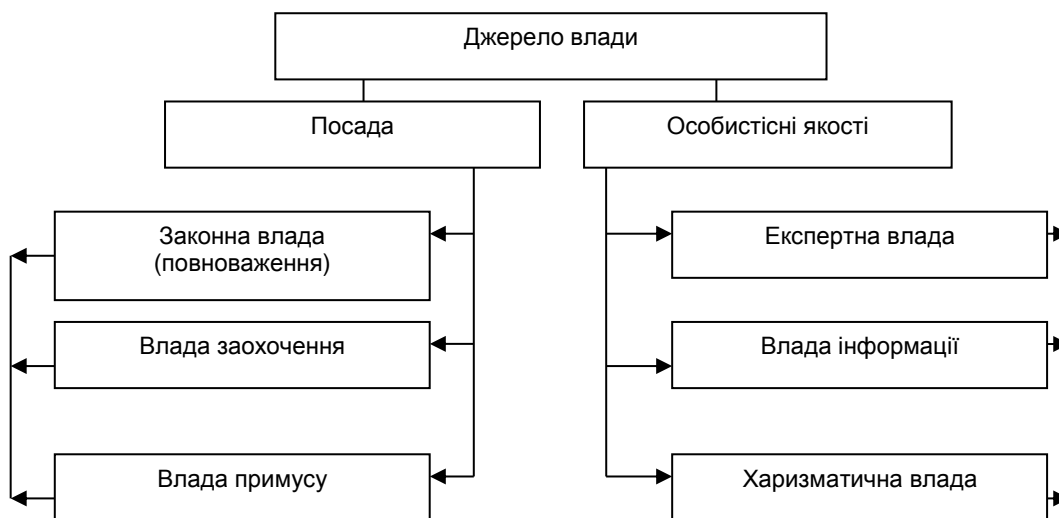 Джерело влади
Посада
Особистісні якості
Законна влада
(повноваження)
Експертна влада
Влада заохочення
Влада інформації
Влада примусу
Харизматична влада